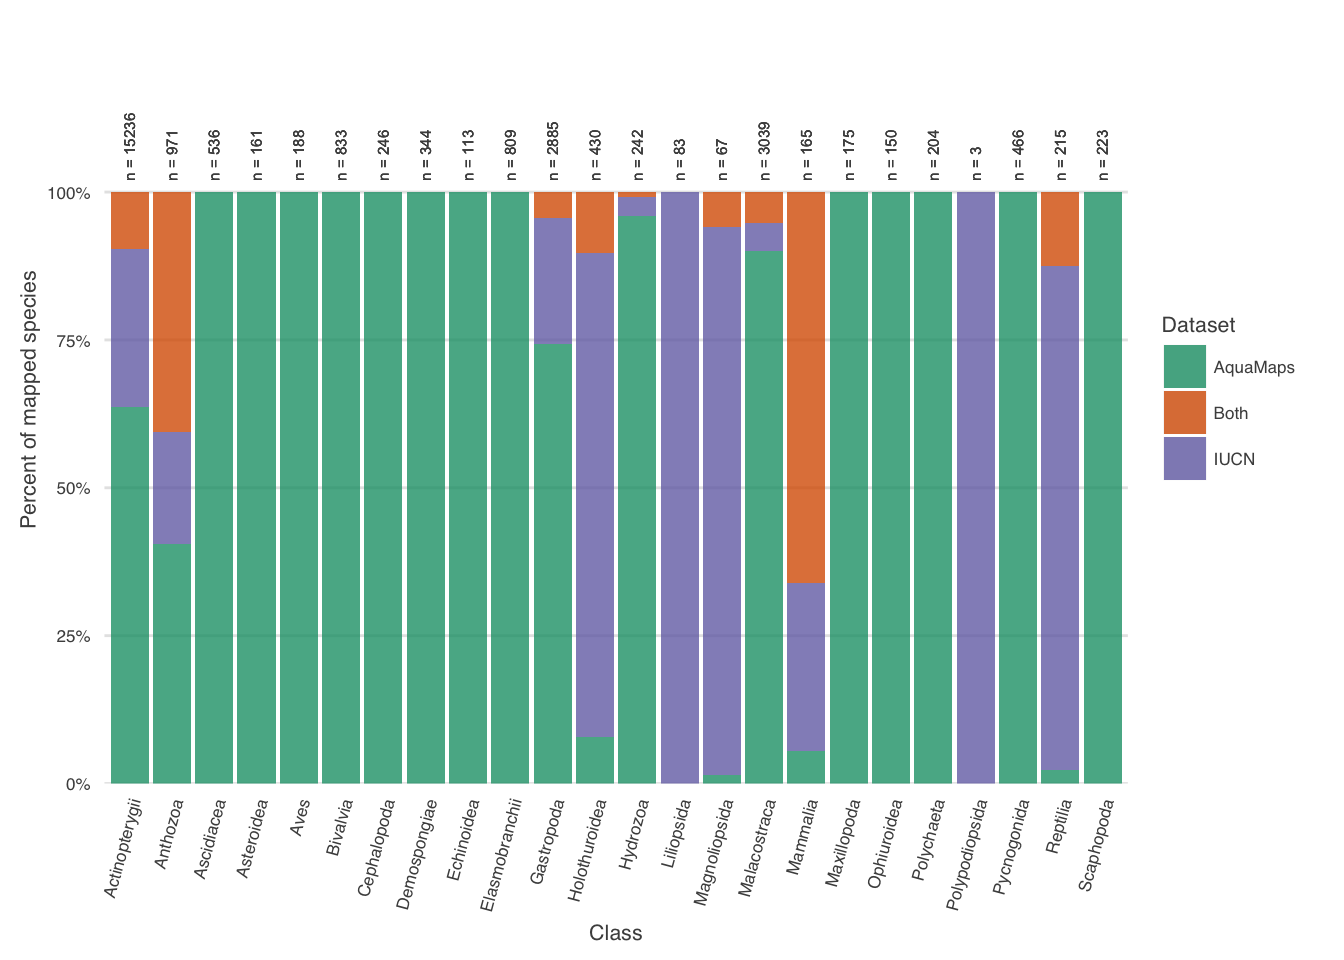 n = 15236
n = 971
n = 536
n = 161
n = 188
n = 833
n = 246
n = 344
n = 113
n = 809
n = 2885
n = 430
n = 242
n = 83
n = 67
n = 3039
n = 165
n = 175
n = 150
n = 204
n = 3
n = 466
n = 215
n = 223
100%
75%
50%
25%
0%
Percent of mapped species
Actinopterygii
Anthozoa
Ascidiacea
Asteroidea
Aves
Bivalvia
Cephalopoda
Demospongiae
Echinoidea
Elasmobranchii
Gastropoda
Holothuroidea
Hydrozoa
Liliopsida
Magnoliopsida
Malacostraca
Mammalia
Maxillopoda
Ophiuroidea
Polychaeta
Polypodiopsida
Pycnogonida
Reptilia
Scaphopoda
Class
Dataset
AquaMaps
Both
IUCN